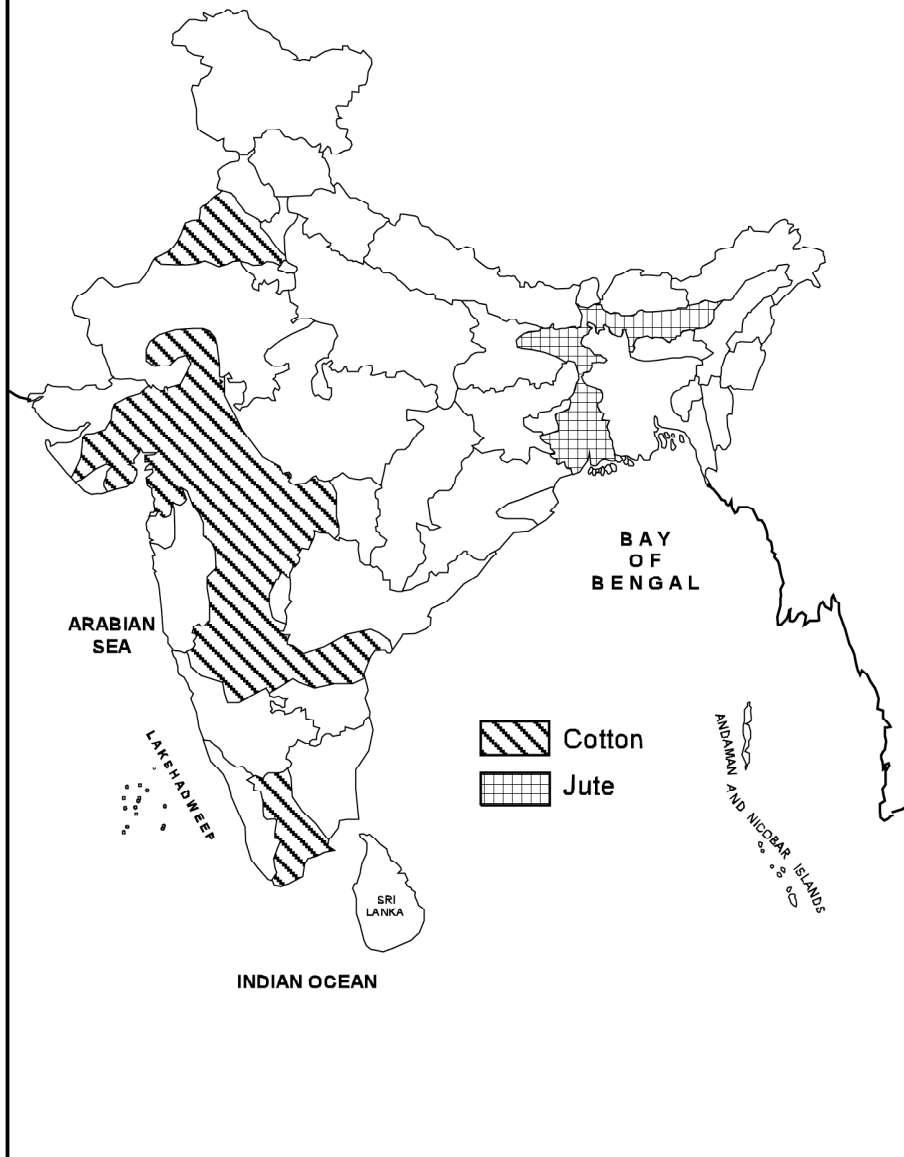 BAY
OF
BENGAL
ARABIAN
SEA
Cotton
Jute
LAKSHADWEEP
ANDAMAN AND NICOBAR ISLANDS
SRI
LANKA
INDIAN OCEAN